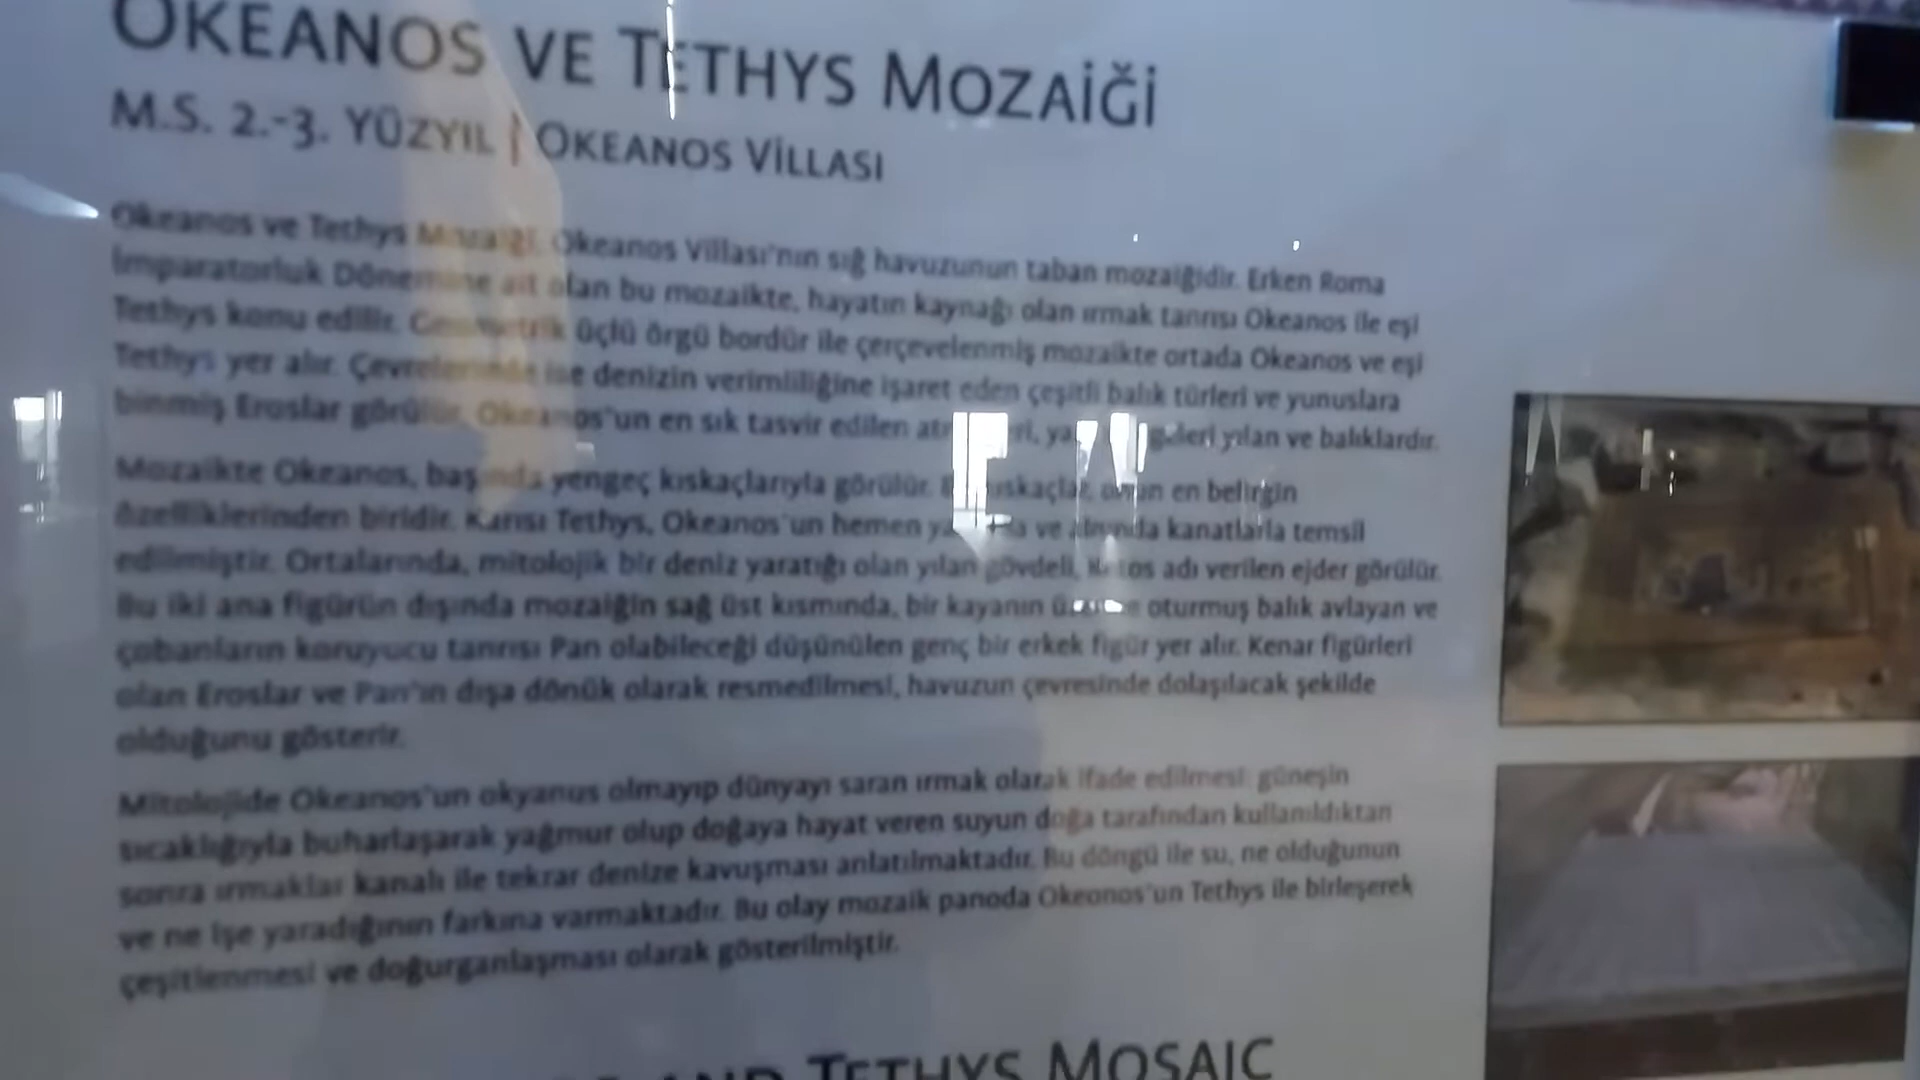 OKEANOS VE TETHYS MOZAİĞİ
M.S. 2.-3. YÜZYIL | OKEANOS VİLLASI
Okeanos ve Tethys Mozaiği, Okeanos Villası'nın sığ havuzunun taban mozaiğidir. Erken Roma
İmparatorluk Dönemine ait olan bu mozaikte, hayatın kaynağı olan ırmak tanrısı Okeanos ile eşi
Tethys konu edilir. Geometrik üçlü örgü bordür ile çerçevelenmiş mozaikte ortada Okeanos ve eşi
Tethys yer alır. Çevrelerinde ise denizin verimliliğine işaret eden çeşitli balık türleri ve yunuslara
binmiş Eroslar görülür. Okeanos'un en sık tasvir edilen yılan ve balıklardır.
Mozaikte Okeanos, başında yengeç kıskaçlarıyla görülür. en belirgin
özelliklerinden biridir. Karısı Tethys, Okeanos'un hemen ve alnında kanatlarla temsil
edilmiştir. Ortalarında, mitolojik bir deniz yaratığı olan yılan gövdeli, adı verilen ejder görülür.
Bu iki ana figürün dışında mozaiğin sağ üst kısmında, bir kayanın oturmuş balık avlayan ve
çobanların koruyucu tanrısı Pan olabileceği düşünülen genç bir erkek figür yer alır. Kenar figürleri
olan Eroslar ve Pan'ın dışa dönük olarak resmedilmesi, havuzun çevresinde dolaşılacak şekilde
olduğunu gösterir.
Mitolojide Okeanos'un okyanus olmayıp dünyayı saran ırmak olarak ifade edilmesi; güneşin
sıcaklığıyla buharlaşarak yağmur olup doğaya hayat veren suyun doğa tarafından kullanıldıktan
sonra ırmaklar kanalı ile tekrar denize kavuşması anlatılmaktadır. Bu döngü ile su, ne olduğunun
ve ne işe yaradığının farkına varmaktadır. Bu olay mozaik panoda Okeonos'un Tethys ile birleşerek
çeşitlenmesi ve doğurganlaşması olarak gösterilmiştir.
AND TETHYS MOSAIC